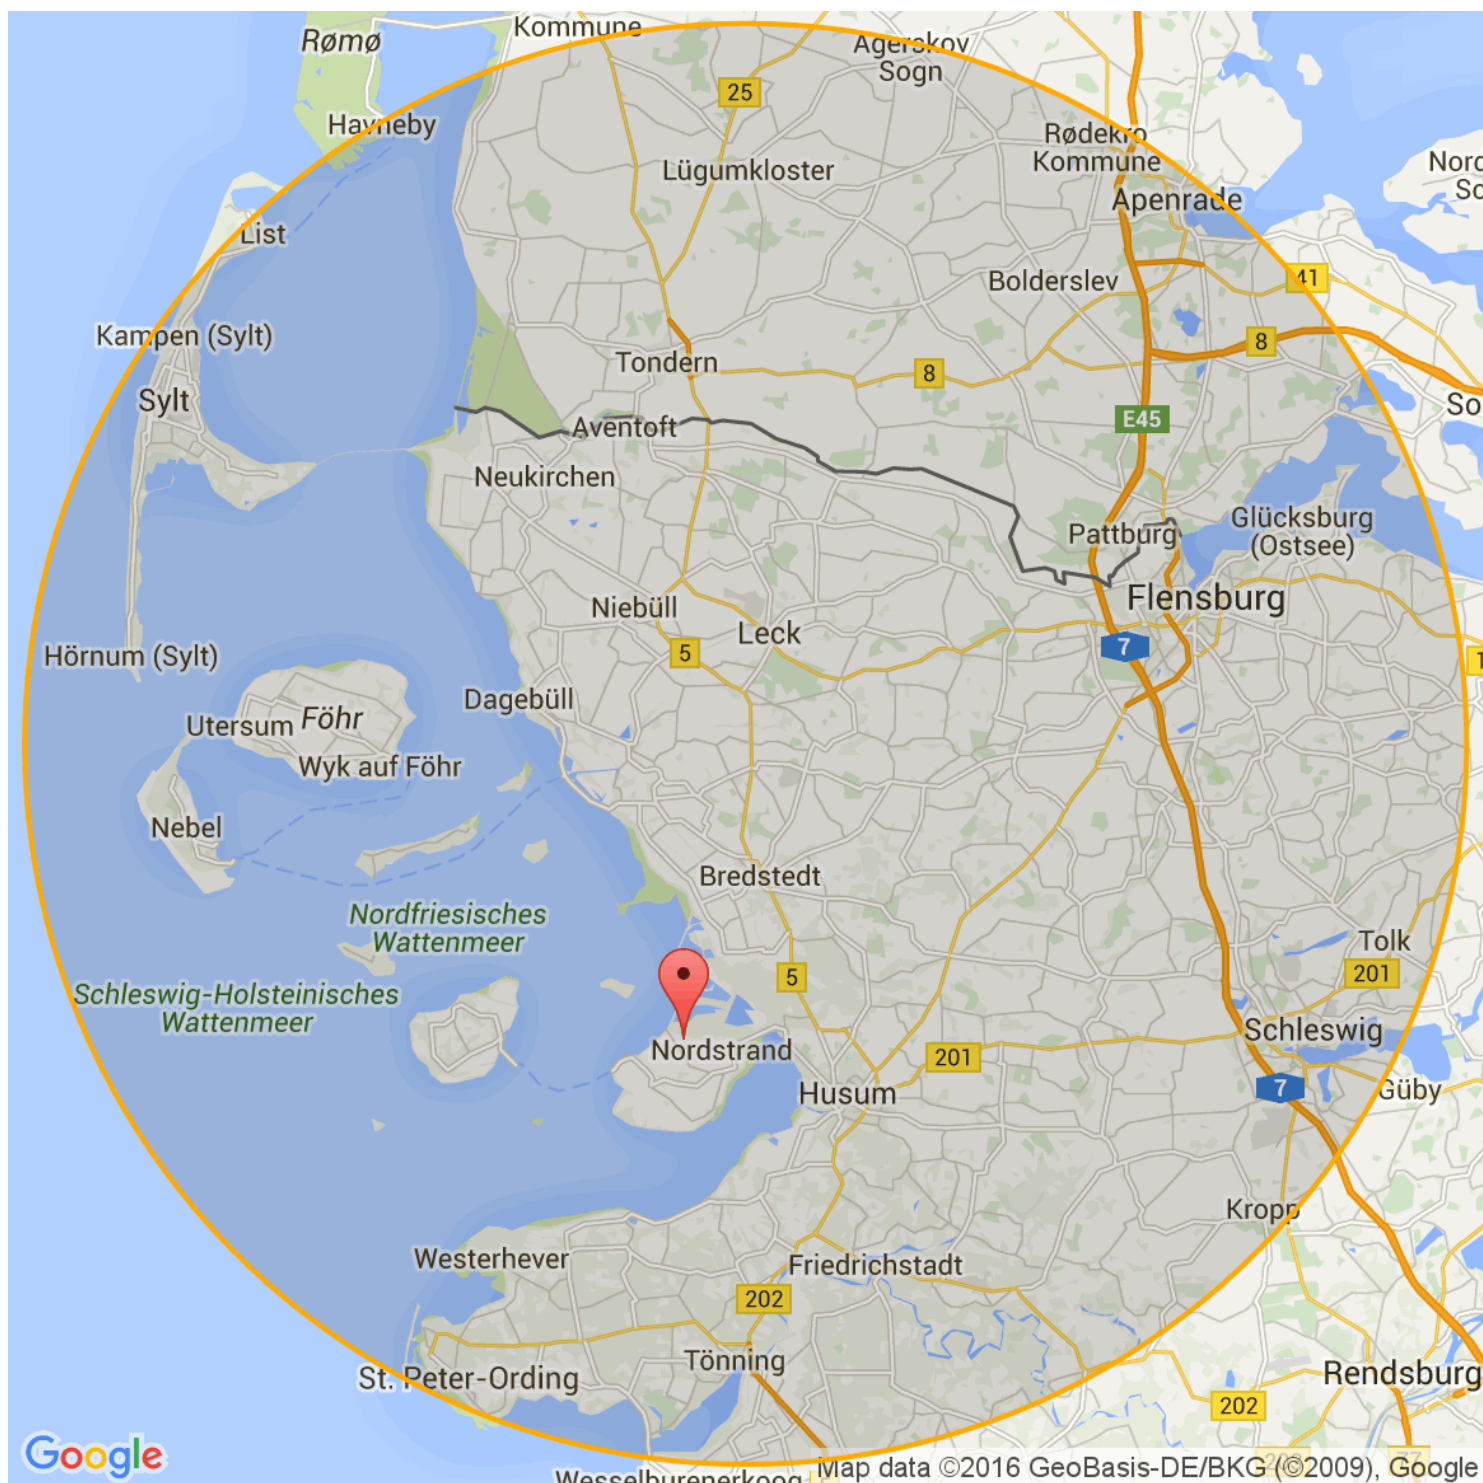 Kommune
Rømø
Agerskov
Sogn
25
Havneby
Rødekro
Kommune
Lügumkloster
Apenrade
List
Bolderslev
41
Kampen (Sylt)
8
Tondern
8
Sylt
E45
Aventoft
Neukirchen
Glücksburg
(Ostsee)
Pattburg
Flensburg
Niebüll
Leck
7
5
Hörnum (Sylt)
Dagebüll
Utersum
Föhr
Wyk auf Föhr
Nebel
Bredstedt
Nordfriesisches
Wattenmeer
Tolk
201
5
Schleswig-Holsteinisches
Wattenmeer
Schleswig
Nordstrand
201
Husum
7
Güby
Kropp
Westerhever
Friedrichstadt
202
Tönning
St. Peter-Ording
Rendsburg
202
Google
Map data ©2016 GeoBasis-DE/BKG (©2009), Google
Wesselburenerkoog